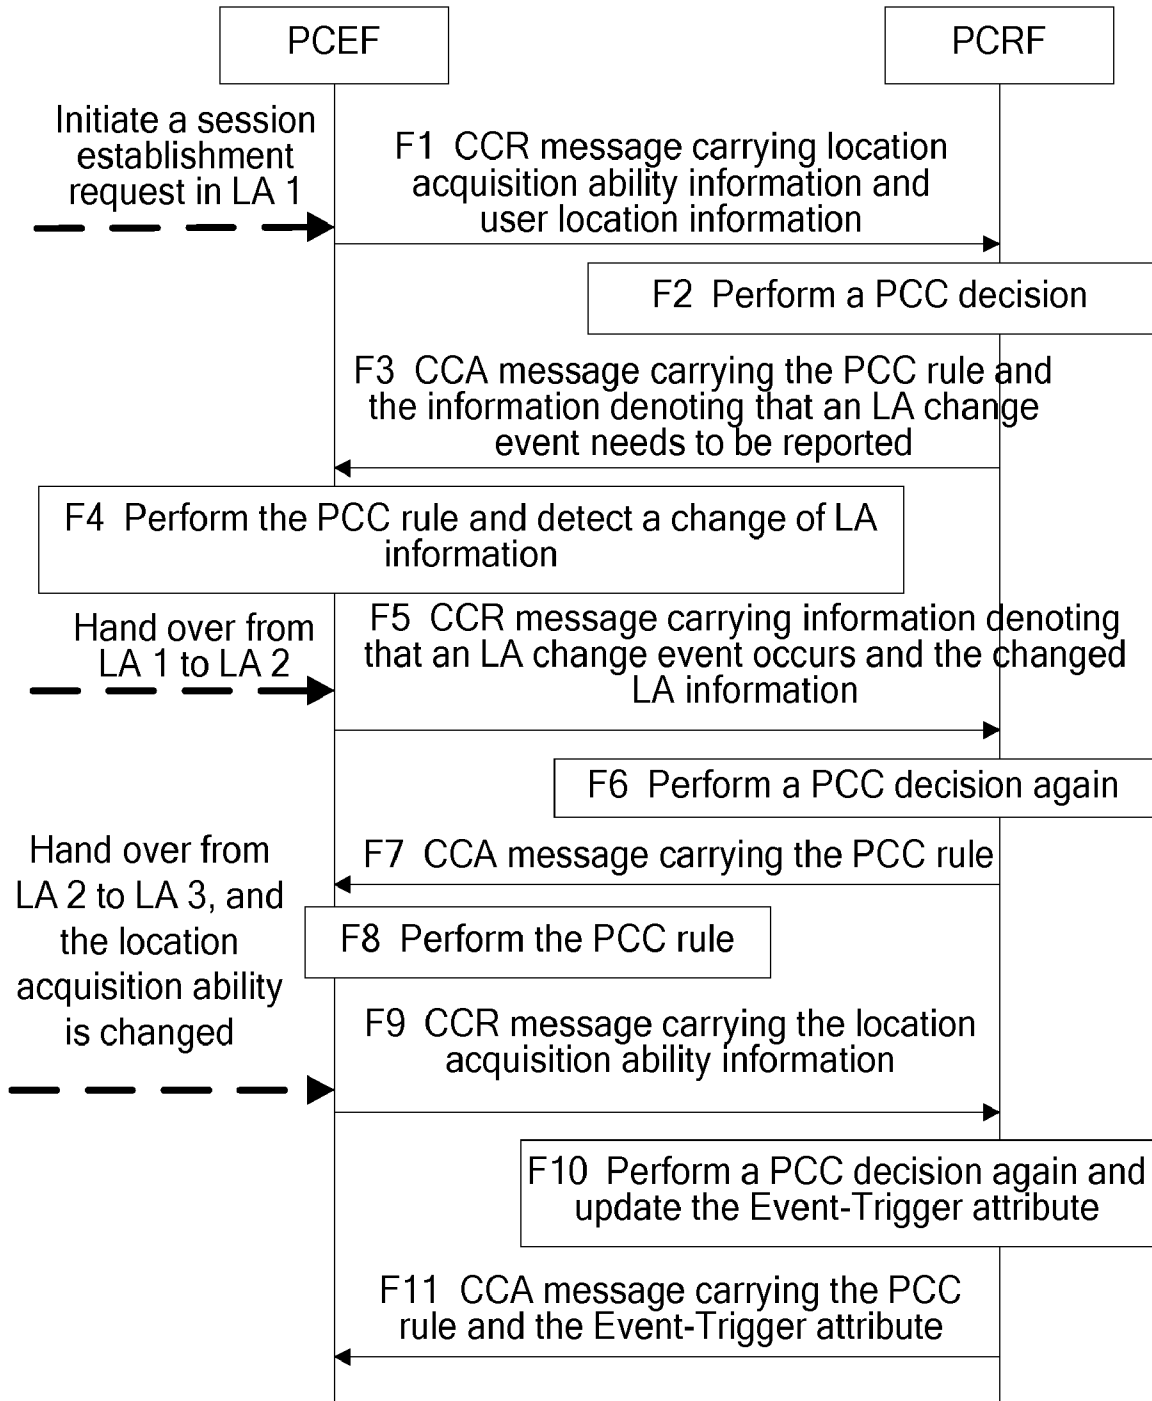 PCEF
PCRF
Initiate a session
establishment
request in LA 1
F1 CCR message carrying location
acquisition ability information and
user location information
F2 Perform a PCC decision
F3 CCA message carrying the PCC rule and
the information denoting that an LA change
event needs to be reported
F4 Perform the PCC rule and detect a change of LA
information
Hand over from
LA 1 to LA 2
F5 CCR message carrying information denoting
that an LA change event occurs and the changed
LA information
F6 Perform a PCC decision again
F7 CCA message carrying the PCC rule
Hand over from
LA 2 to LA 3, and
the location
acquisition ability
is changed
F8 Perform the PCC rule
F9 CCR message carrying the location
acquisition ability information
F10 Perform a PCC decision again and
update the Event-Trigger attribute
F11 CCA message carrying the PCC
rule and the Event-Trigger attribute